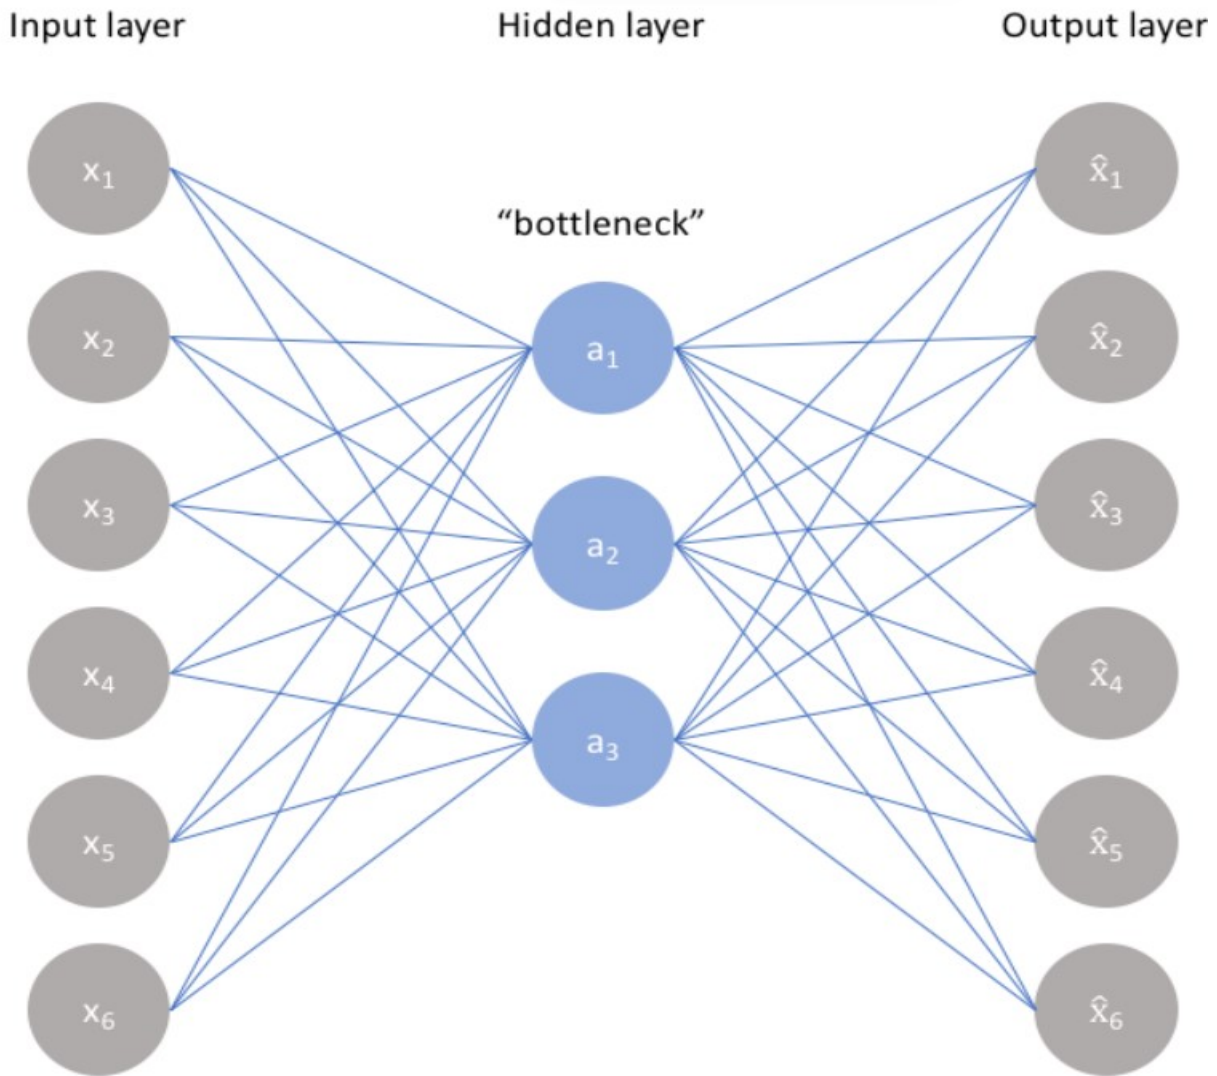 Input layer
Hidden layer
Output layer
x₁
x̂₁
“bottleneck”
x₂
a₁
x̂₂
x₃
a₂
x̂₃
x₄
a₃
x̂₄
x₅
x̂₅
x₆
x̂₆